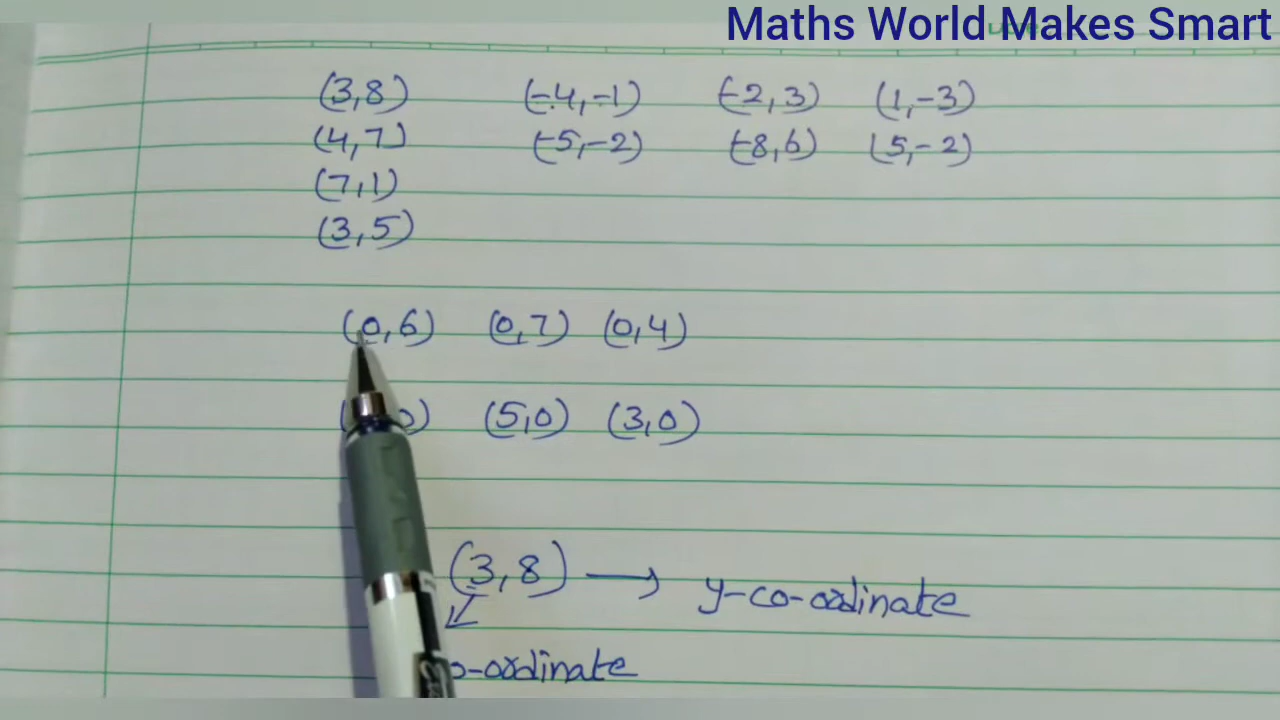 Maths World Makes Smart
(3,8) (-4,-1) (-2,3) (1,-3)
(4,7) (-5,-2) (-8,6) (5,-2)
(7,1)
(3,5)
(0,6) (0,7) (0,4)
0) (5,0) (3,0)
(3,8) → y-co-ordinate
o-ordinate